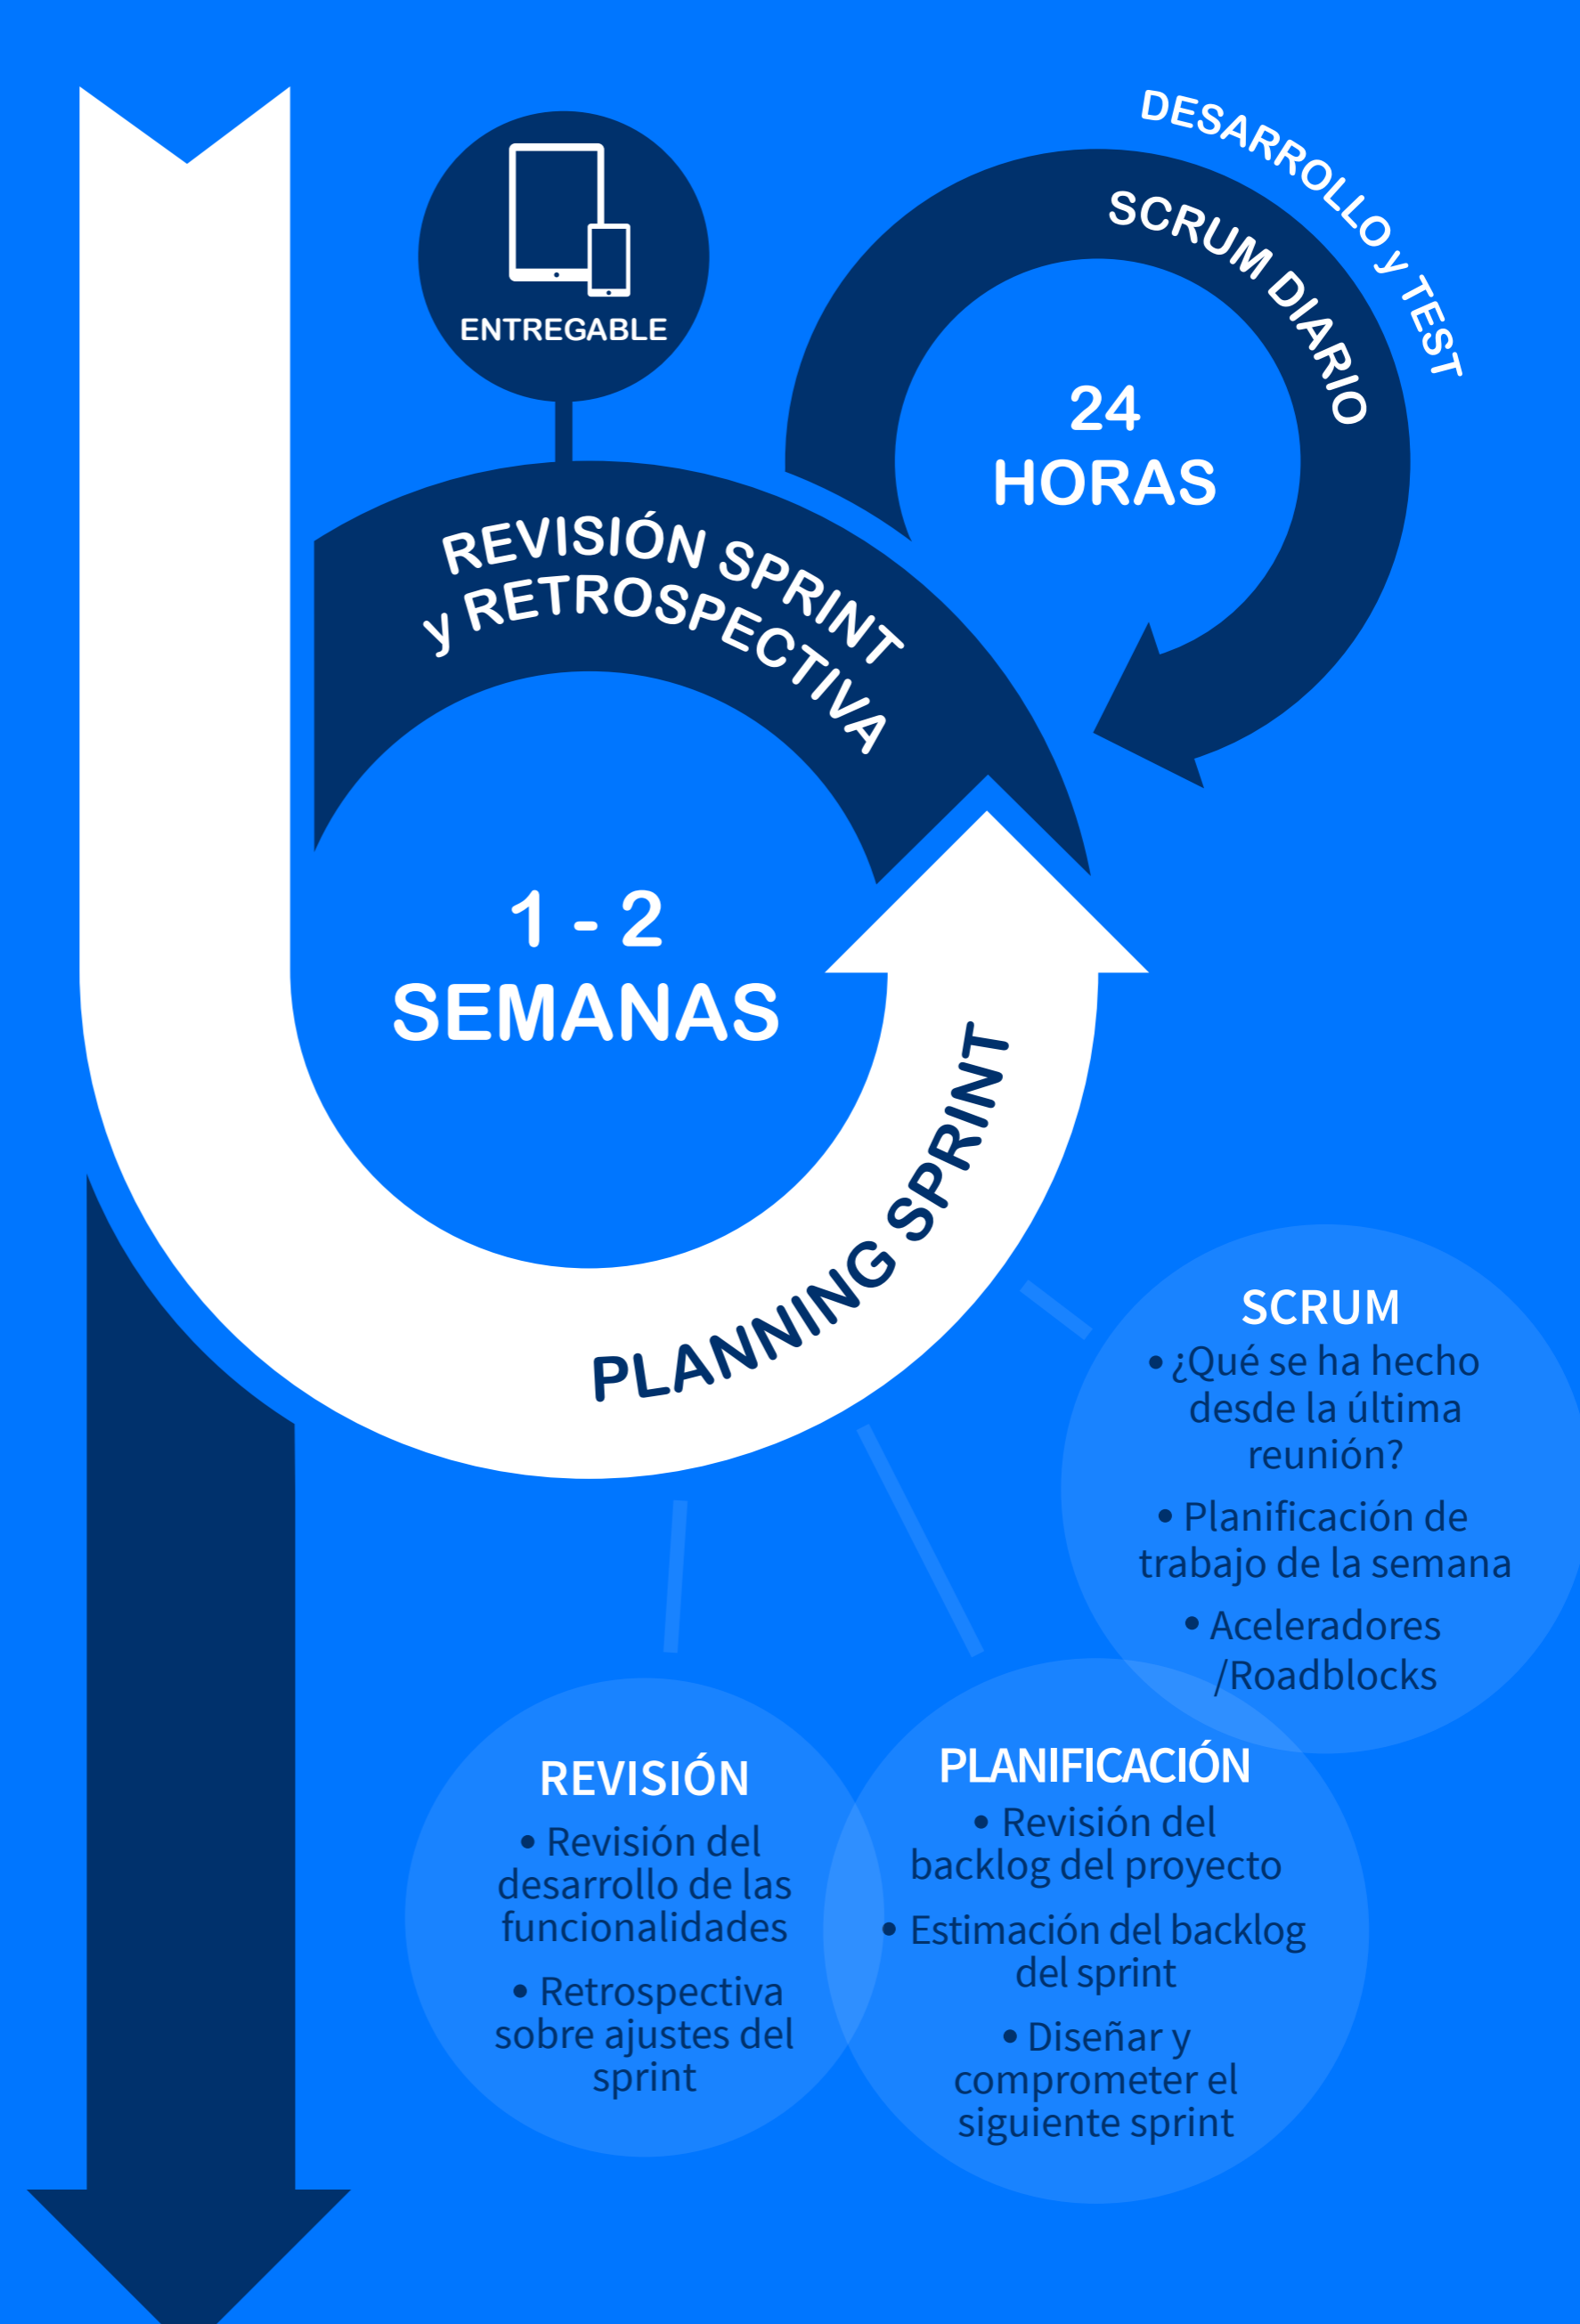 ENTREGABLE
DESARROLLO y TEST
SCRUM DIARIO
24
HORAS
REVISIÓN SPRINT
y RETROSPECTIVA
1 - 2
SEMANAS
PLANNING SPRINT
SCRUM
• ¿Qué se ha hecho
desde la última
reunión?
• Planificación de
trabajo de la semana
• Aceleradores
/Roadblocks
REVISIÓN
• Revisión del
desarrollo de las
funcionalidades
• Retrospectiva
sobre ajustes del
sprint
PLANIFICACIÓN
• Revisión del
backlog del proyecto
• Estimación del backlog
del sprint
• Diseñar y
comprometer el
siguiente sprint